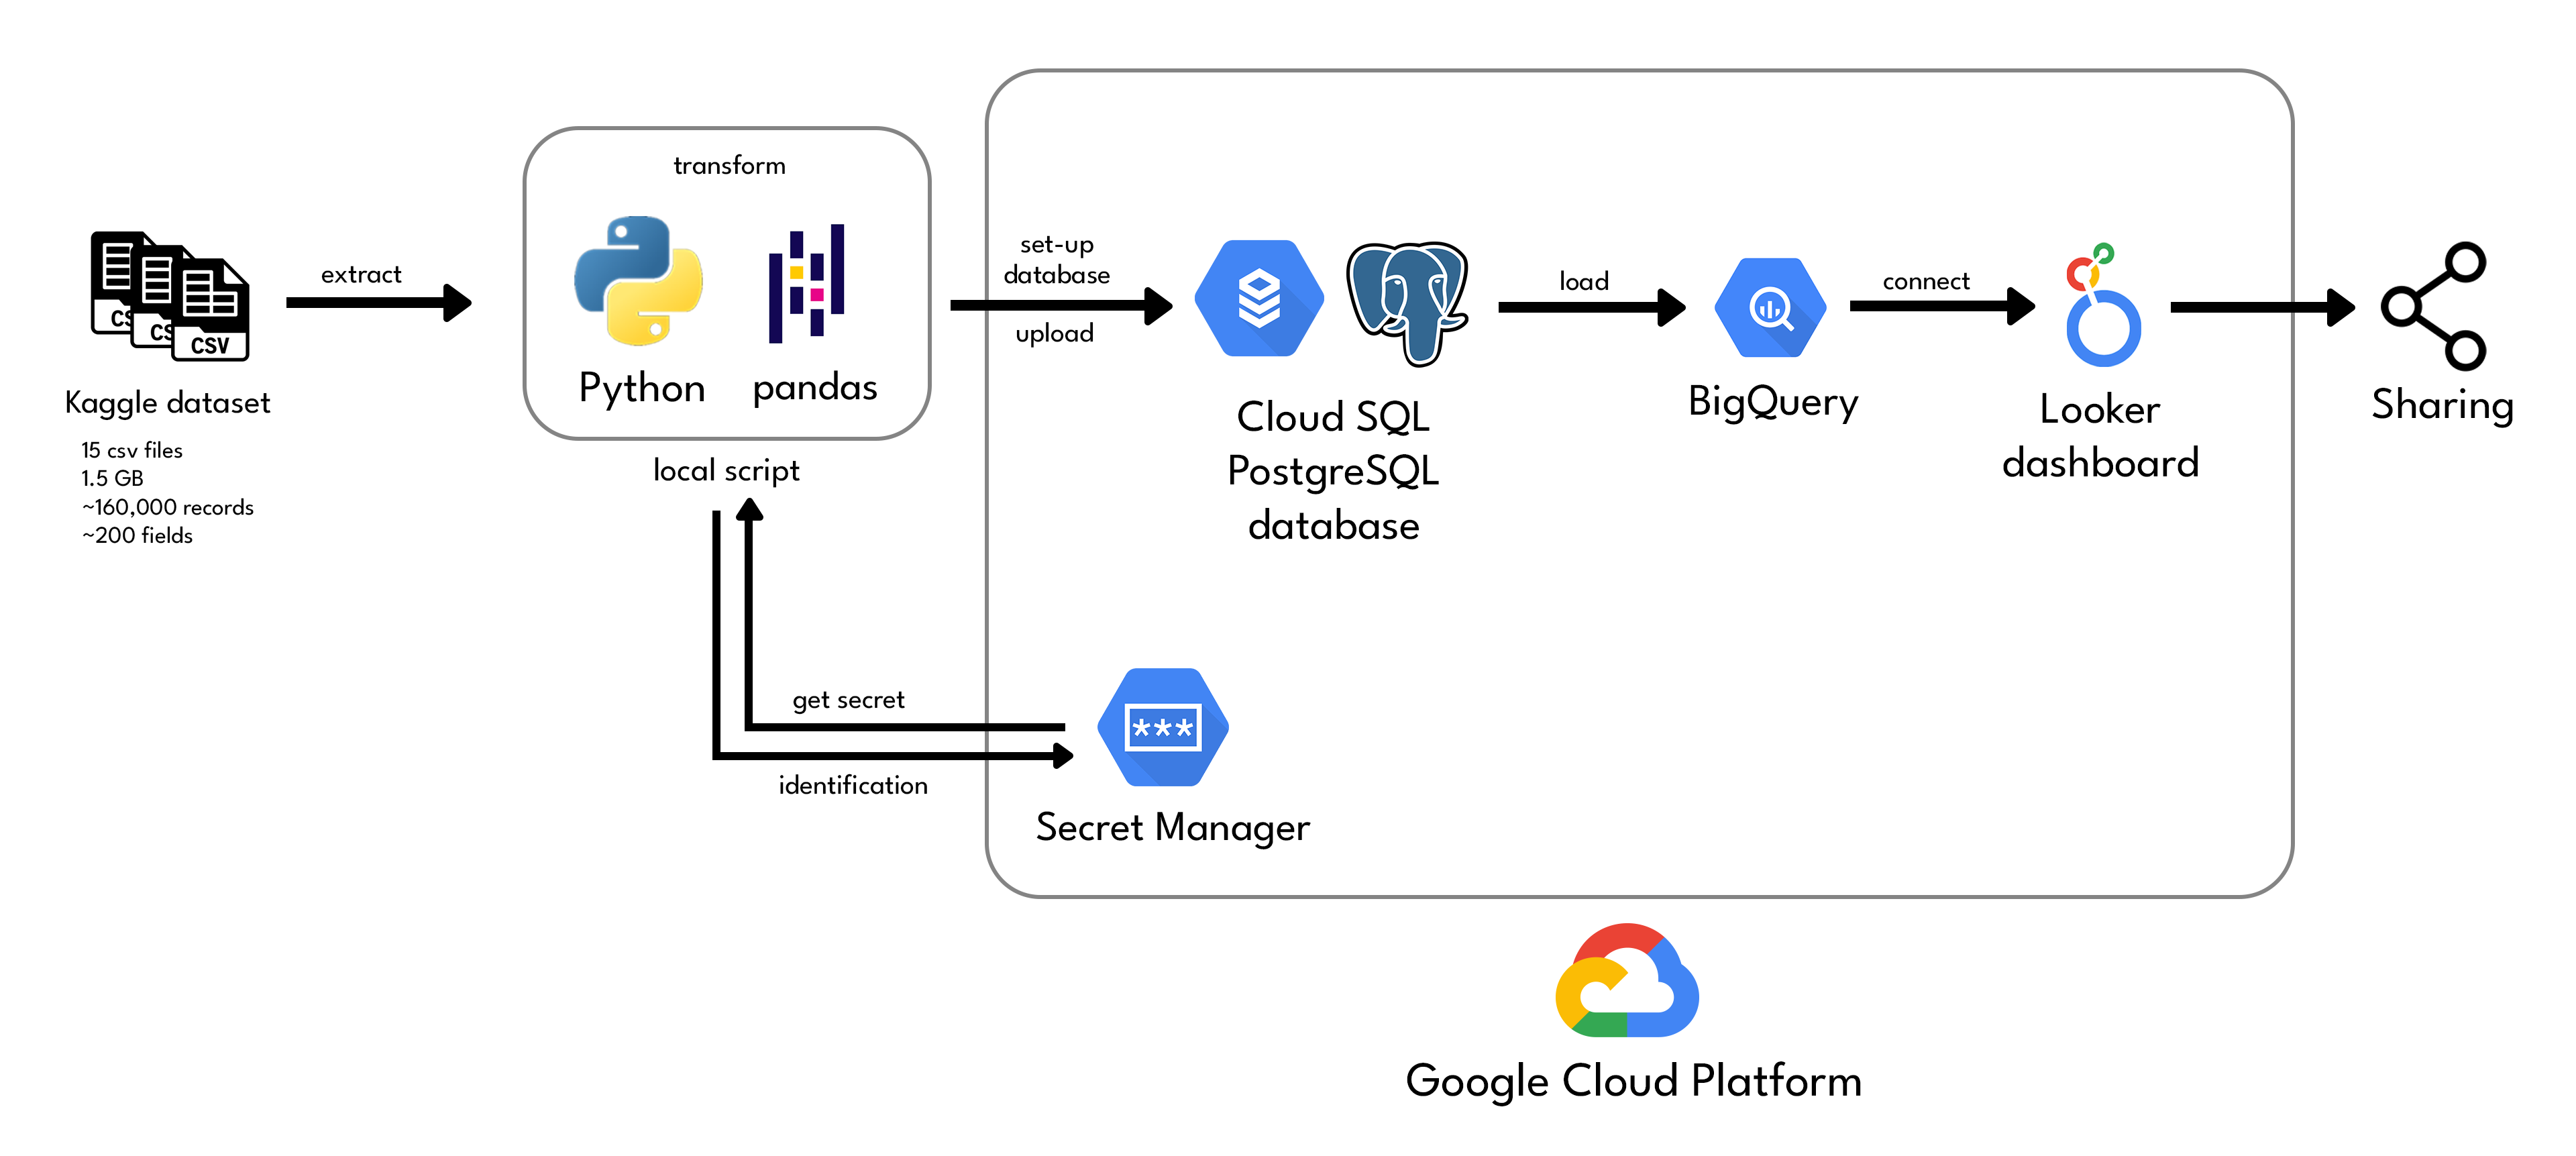 Kaggle dataset
15 csv files
1.5 GB
~160,000 records
~200 fields
CS
CS
CSV
extract
transform
Python
pandas
local script
set-up
database
upload
Cloud SQL
PostgreSQL
database
load
BigQuery
connect
Looker
dashboard
Sharing
get secret
identification
***
Secret Manager
Google Cloud Platform